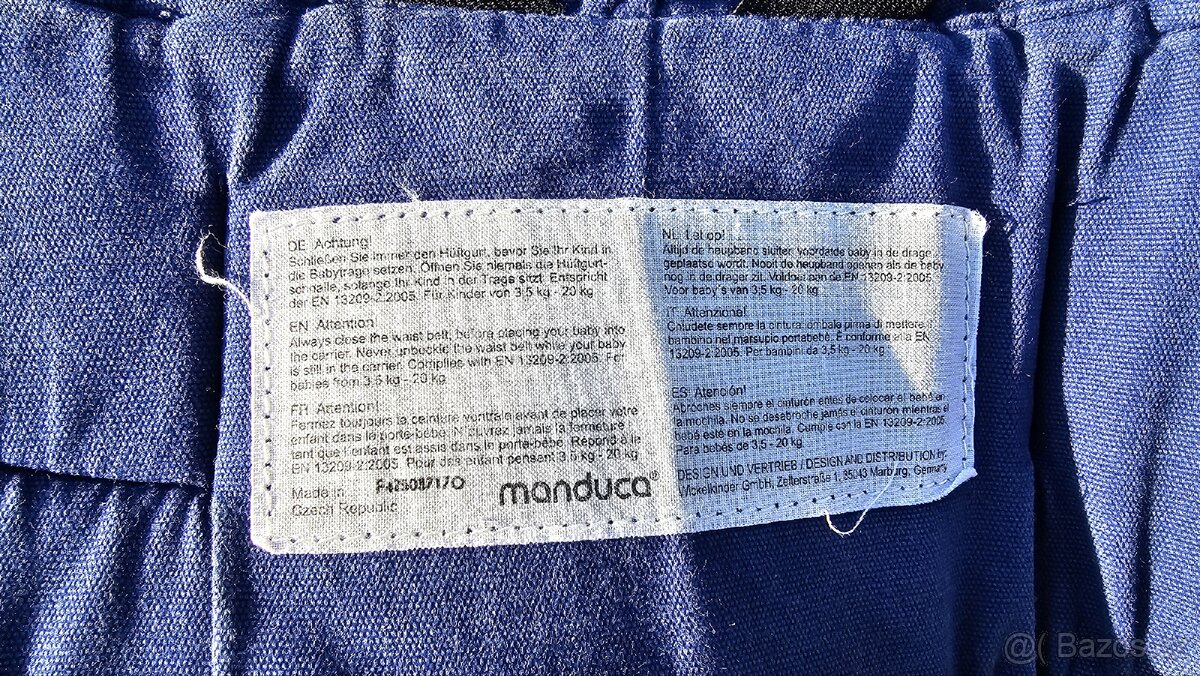 DE Achtung!
Schließen Sie immer den Hüftgurt, bevor Sie Ihr Kind in
die Babytrage setzen. Öffnen Sie niemals die Hüftgurt-
schnalle, solange Ihr Kind in der Trage sitzt. Entspricht
der EN 13209-2:2005. Für Kinder von 3,5 kg - 20 kg
EN Attention
Always close the waist belt, before placing your baby into
the carrier. Never unbuckle the waist belt while your baby
is still in the carrier. Complies with EN 13209-2:2005. For
babies from 3,5 kg - 20 kg
FR Attention!
Fermez toujours la ceinture ventrale avant de placer votre
enfant dans le porte-bébé. N'ouvrez jamais la fermeture
tant que l'enfant est assis dans le porte-bébé. Répond à la
EN 13209-2:2005. Pour des enfant pensant 3,5 kg - 20 kg
Made in
Czech Republic
manduca®
NL Let op!
Altijd de heupband sluiten voordat de baby in de drager
geplaatst wordt. Nooit de heupband openen als de baby
nog in de drager zit. Voldoet aan de EN 13209-2:2005.
Voor baby's van 3,5 kg - 20 kg
IT Attenzione!
Chiudete sempre la cintura prima di mettere il
bambino nel marsupio portabebè. È conforme alla EN
13209-2:2005. Per bambini da 3,5 kg - 20 kg
ES Atención!
Abroches siempre el cinturón antes de colocar el bebé en
la mochila. No se desabroche jamás el cinturón mientras el
bebé esté en la mochila. Cumple con la EN 13209-2:2005
Para bebés de 3,5 - 20 kg
DESIGN UND VERTRIEB / DESIGN AND DISTRIBUTION by:
Wickelkinder GmbH, Zeller­straße 1, 35043 Marburg, Germany